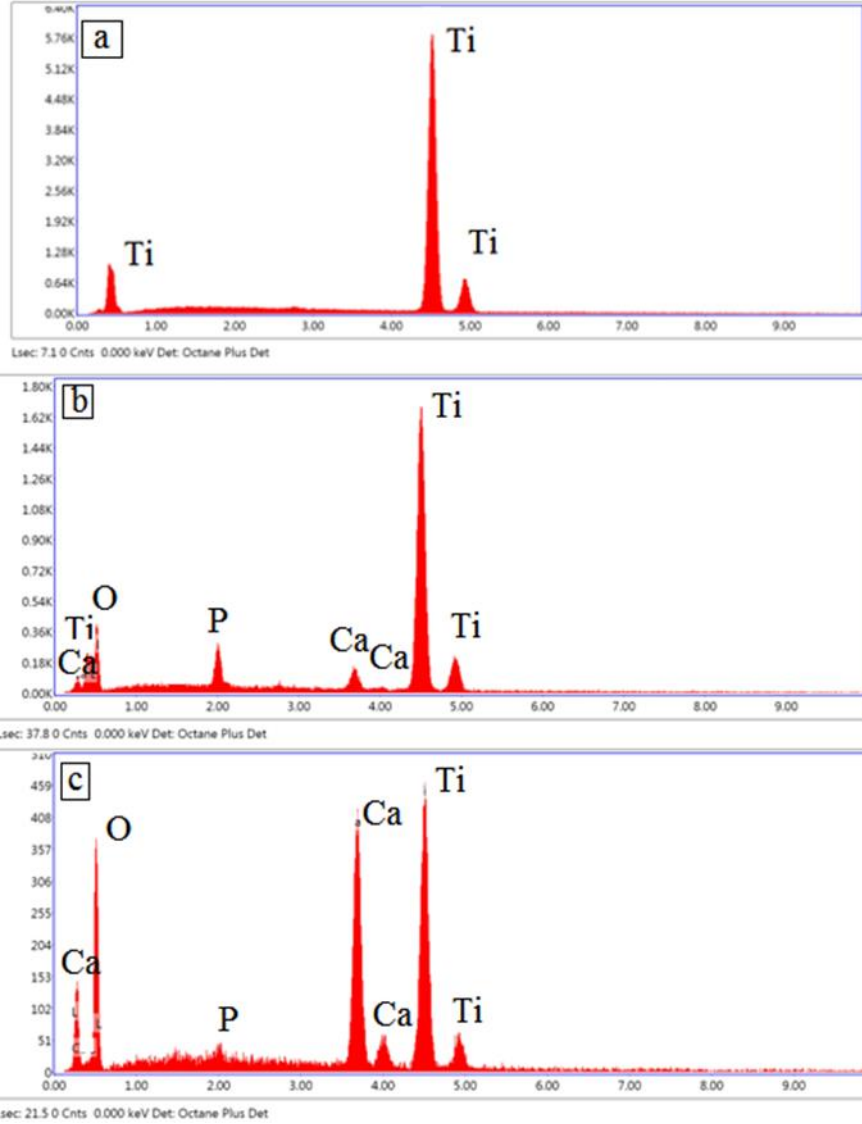 6.40K
a
5.76K
Ti
5.12K
4.48K
3.84K
3.20K
2.56K
1.92K
Ti
Ti
1.28K
0.64K
0.00K
0.00 1.00 2.00 3.00 4.00 5.00 6.00 7.00 8.00 9.00
Lsec: 7.1 0 Cnts 0.000 keV Det: Octane Plus Det
1.80K
b
Ti
1.62K
1.44K
1.26K
1.08K
0.90K
0.72K
O
0.54K
P
Ti
Ti
0.36K
Ca
Ca
Ca
0.18K
0.00K
0.00 1.00 2.00 3.00 4.00 5.00 6.00 7.00 8.00 9.00
sec: 37.8 0 Cnts 0.000 keV Det: Octane Plus Det
510
c
Ti
459
Ca
408
O
357
306
255
204
Ca
153
102
P
Ca
Ti
51
0
0.00 1.00 2.00 3.00 4.00 5.00 6.00 7.00 8.00 9.00
sec: 21.5 0 Cnts 0.000 keV Det: Octane Plus Det